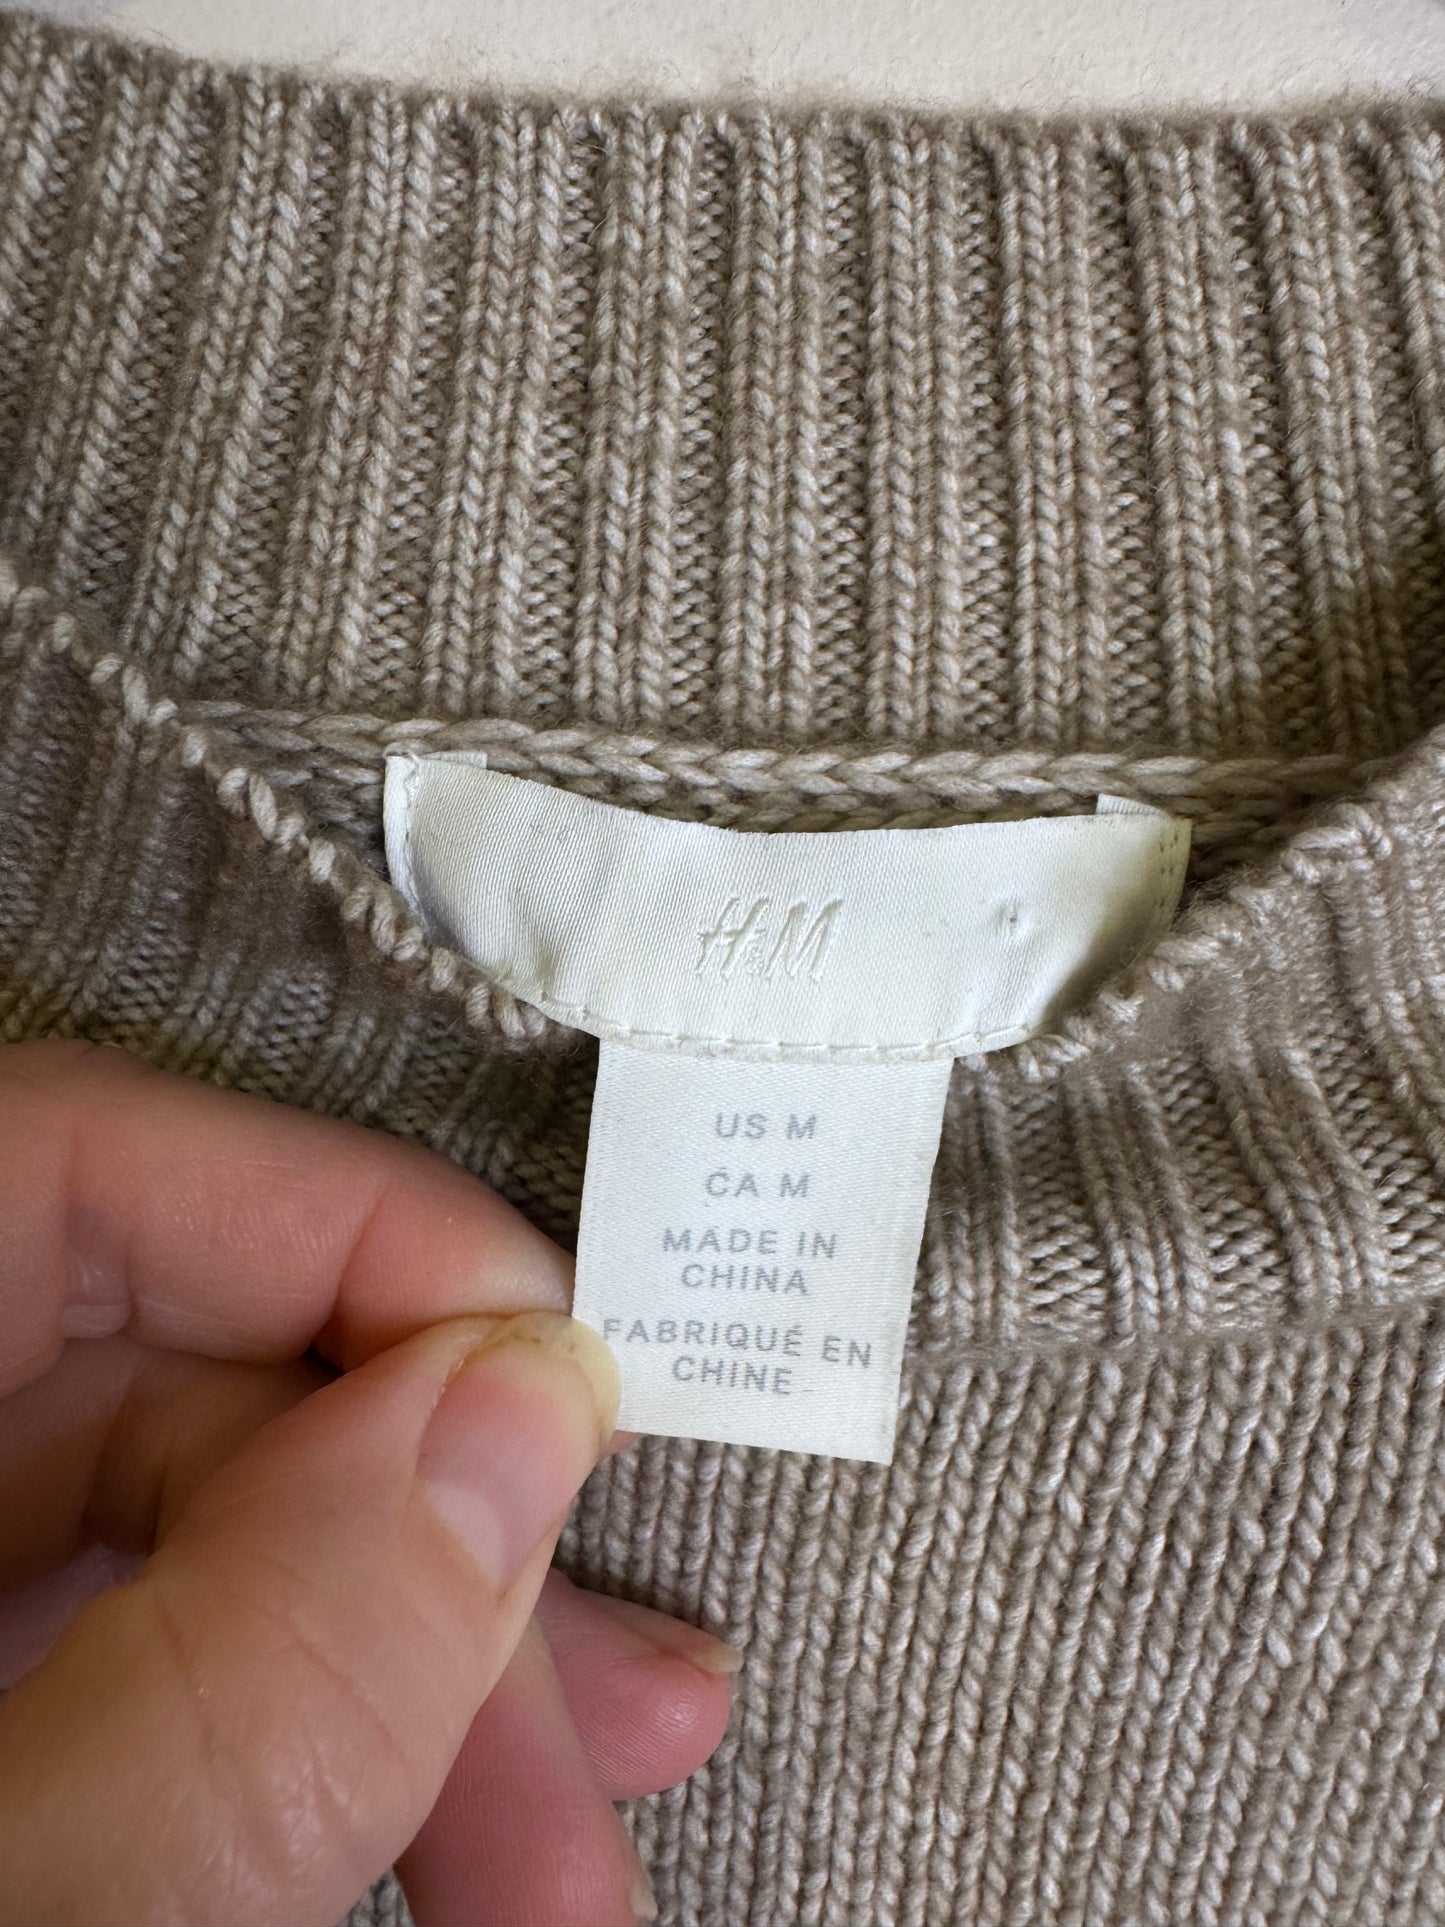 H&M
US M
CA M
MADE IN
CHINA
FABRIQUÉ EN
CHINE